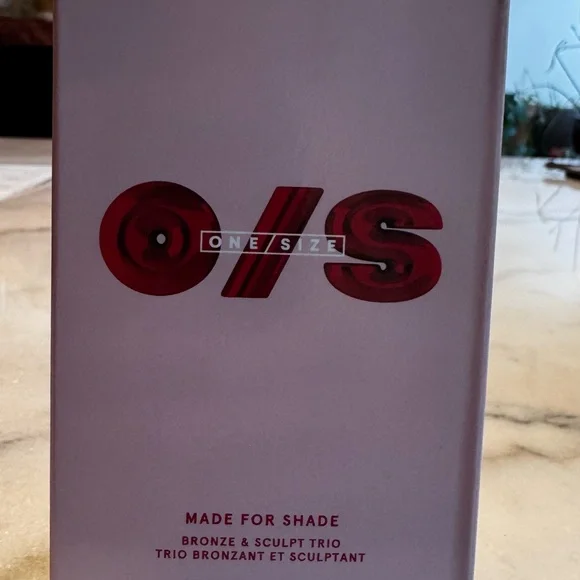 O/S
ONE/SIZE
MADE FOR SHADE
BRONZE & SCULPT TRIO
TRIO BRONZANT ET SCULPTANT